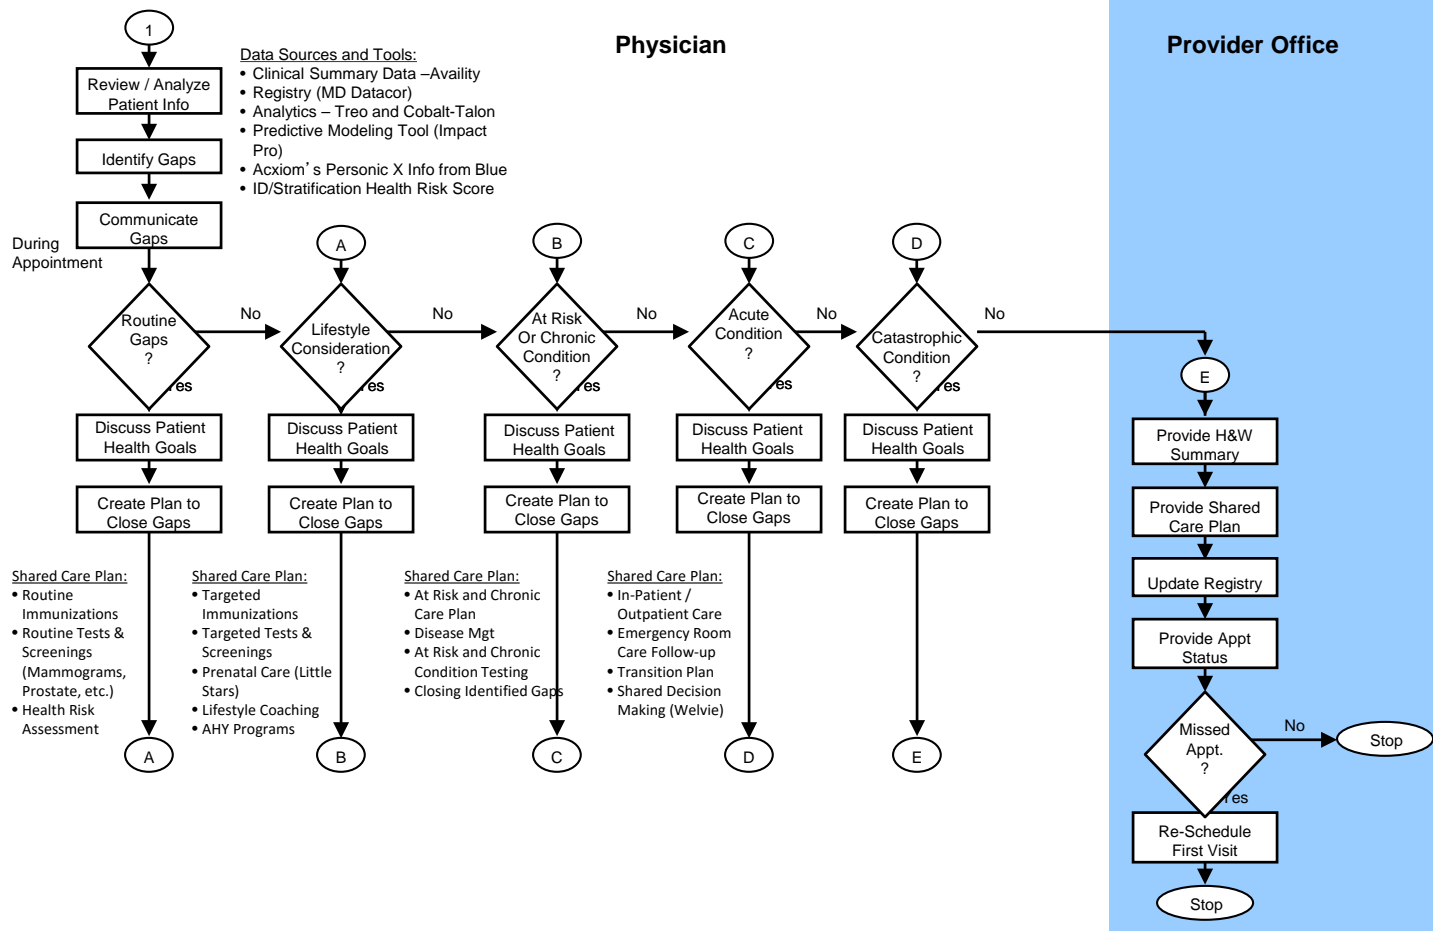 Physician
Provider Office
1
Review / Analyze
Patient Info
Identify Gaps
Communicate
Gaps
During
Appointment
Data Sources and Tools:
• Clinical Summary Data –Availity
• Registry (MD Datacor)
• Analytics – Treo and Cobalt-Talon
• Predictive Modeling Tool (Impact
Pro)
• Acxiom's Personic X Info from Blue
• ID/Stratification Health Risk Score
Routine
Gaps
?
No
Yes
Discuss Patient
Health Goals
Create Plan to
Close Gaps
Shared Care Plan:
• Routine
Immunizations
• Routine Tests &
Screenings
(Mammograms,
Prostate, etc.)
• Health Risk
Assessment
A
A
Lifestyle
Consideration
?
No
Yes
Discuss Patient
Health Goals
Create Plan to
Close Gaps
Shared Care Plan:
• Targeted
Immunizations
• Targeted Tests &
Screenings
• Prenatal Care (Little
Stars)
• Lifestyle Coaching
• AHY Programs
B
B
At Risk
Or Chronic
Condition
?
No
Yes
Discuss Patient
Health Goals
Create Plan to
Close Gaps
Shared Care Plan:
• At Risk and Chronic
Care Plan
• Disease Mgt
• At Risk and Chronic
Condition Testing
• Closing Identified Gaps
C
C
Acute
Condition
?
No
Yes
Discuss Patient
Health Goals
Create Plan to
Close Gaps
Shared Care Plan:
• In-Patient /
Outpatient Care
• Emergency Room
Care Follow-up
• Transition Plan
• Shared Decision
Making (Welvie)
D
D
Catastrophic
Condition
?
No
Yes
Discuss Patient
Health Goals
Create Plan to
Close Gaps
E
E
Provide H&W
Summary
Provide Shared
Care Plan
Update Registry
Provide Appt
Status
Missed
Appt.
?
No
Stop
Yes
Re-Schedule
First Visit
Stop